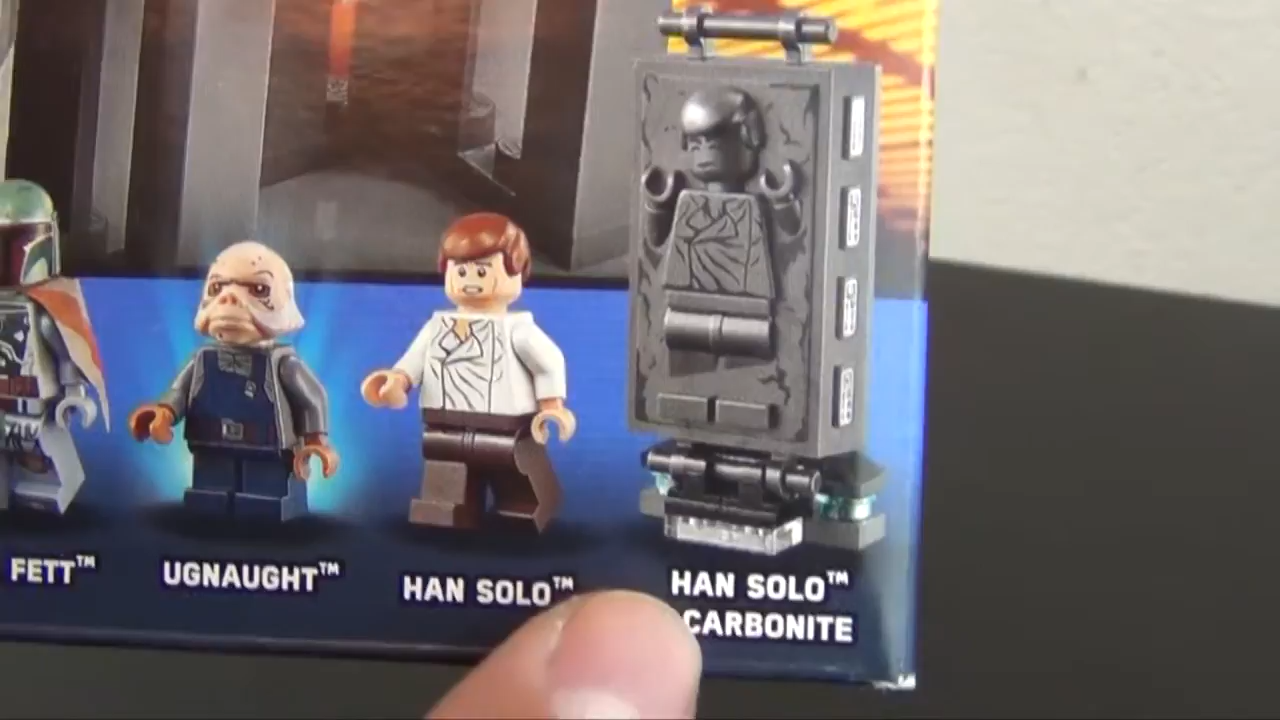 FETT™
UGNAUGHT™
HAN SOLO™
HAN SOLO™
CARBONITE